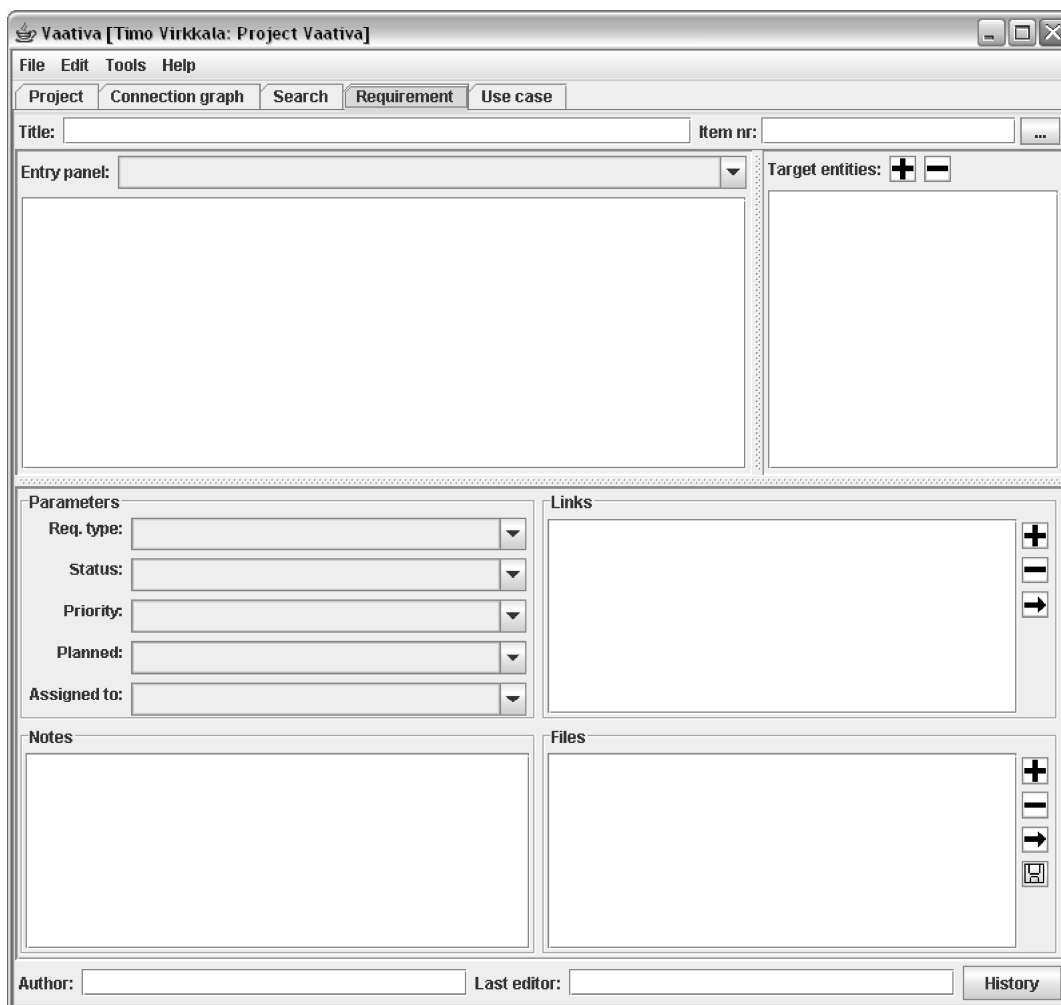 Vaativa [Timo Virkkala: Project Vaativa]
File Edit Tools Help
Project Connection graph Search Requirement Use case
Title: Item nr: ...
Entry panel: Target entities:
Parameters Links
Req. type:
Status:
Priority:
Planned:
Assigned to:
Notes Files
Author: Last editor: History